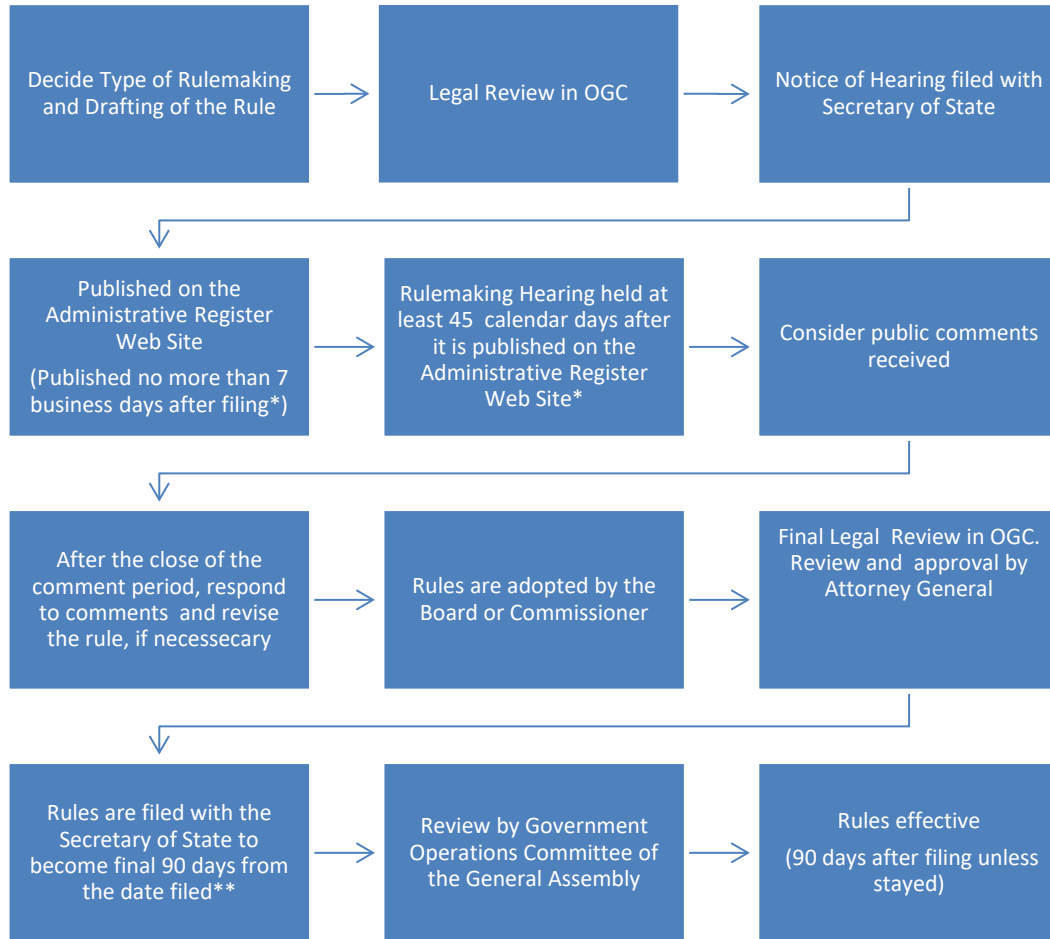 Decide Type of Rulemaking
and Drafting of the Rule
Legal Review in OGC
Notice of Hearing filed with
Secretary of State
Published on the
Administrative Register
Web Site
(Published no more than 7
business days after filing*)
Rulemaking Hearing held at
least 45 calendar days after
it is published on the
Administrative Register
Web Site*
Consider public comments
received
After the close of the
comment period, respond
to comments and revise
the rule, if necessecary
Rules are adopted by the
Board or Commissioner
Final Legal Review in OGC.
Review and approval by
Attorney General
Rules are filed with the
Secretary of State to
become final 90 days from
the date filed**
Review by Government
Operations Committee of
the General Assembly
Rules effective
(90 days after filing unless
stayed)